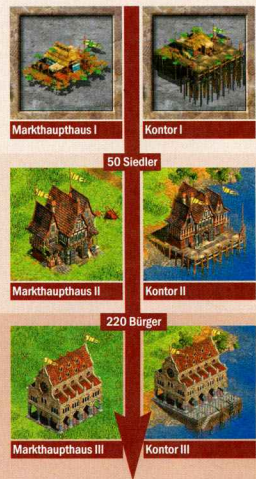 Markthaupthaus I
Kontor I
50 Siedler
Markthaupthaus II
Kontor II
220 Bürger
Markthaupthaus III
Kontor III